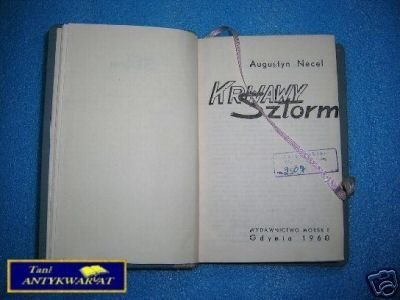 Augustyn Necel
KRWAWY
Sztorm
WYDAWNICTWO MORSKIE
Gdynia 1960
Tani
ANTYKWARIAT